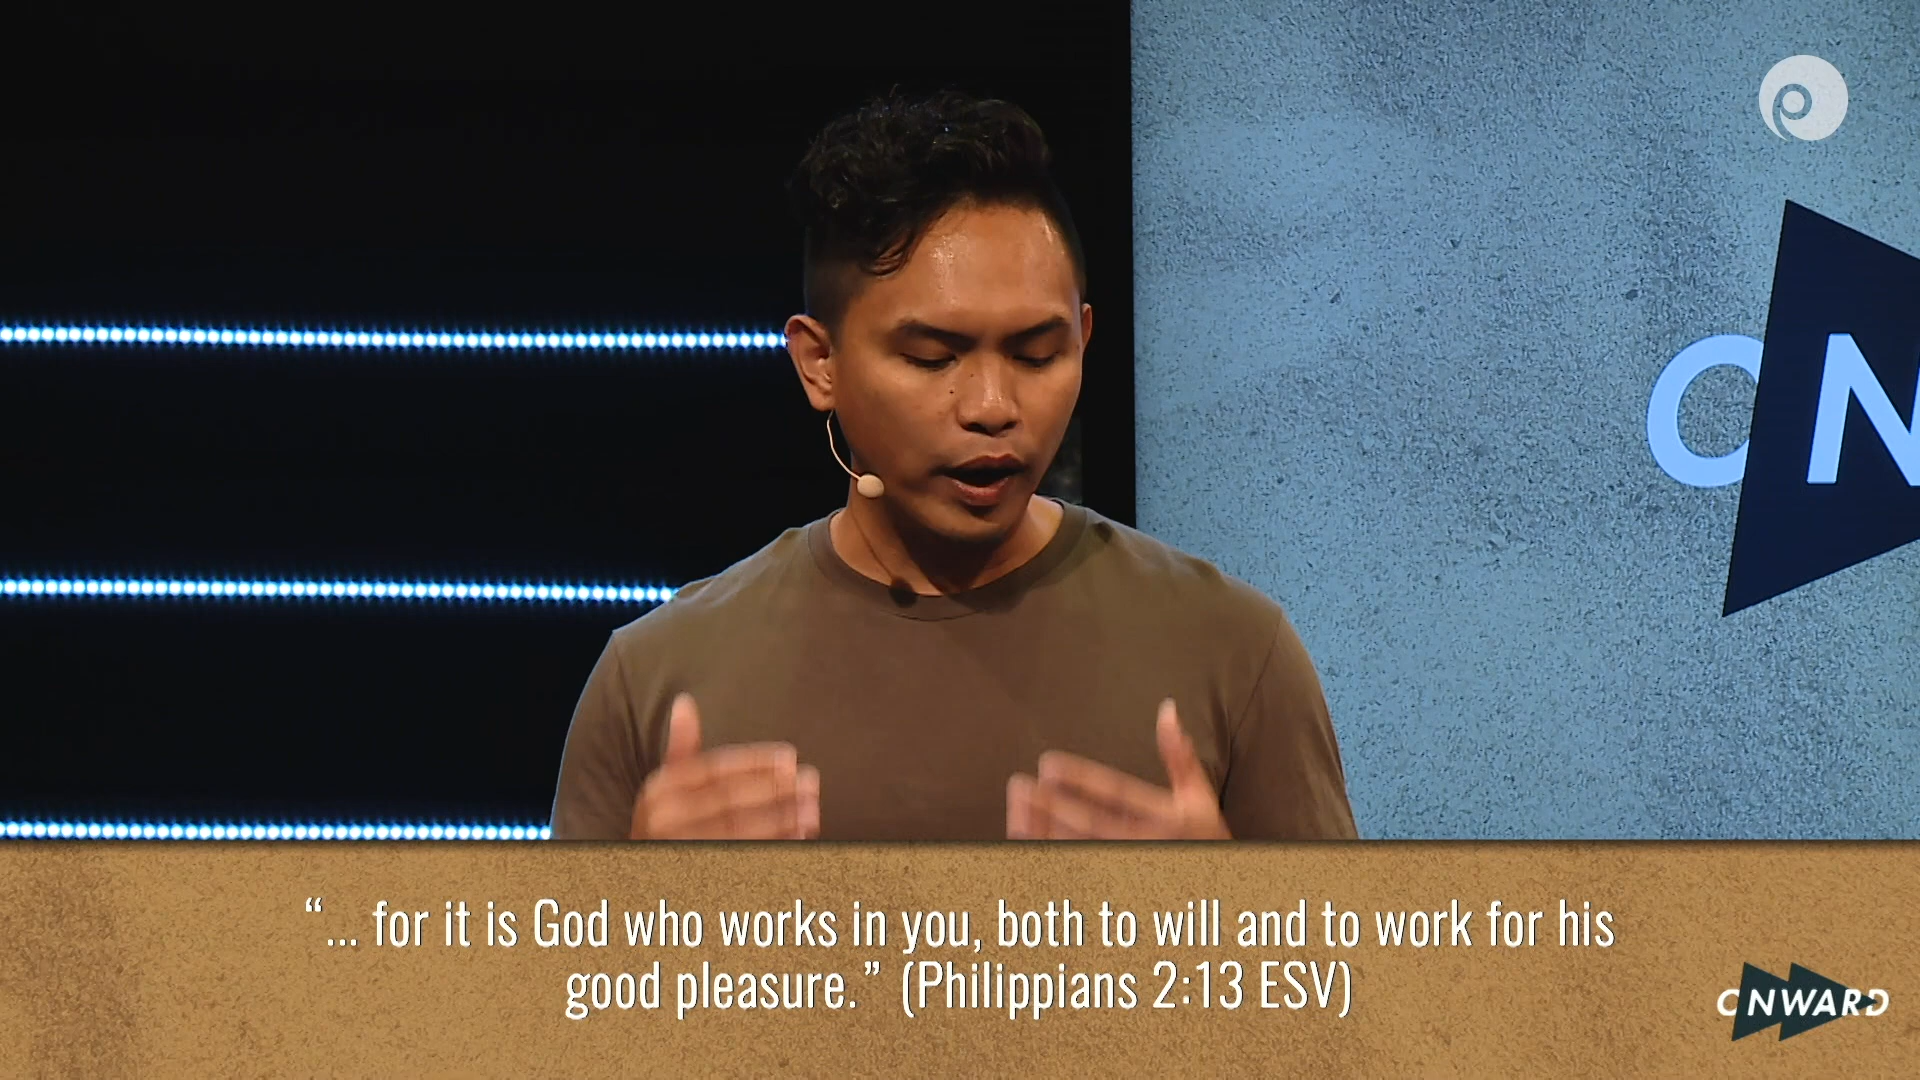 ON
“... for it is God who works in you, both to will and to work for his
good pleasure.” (Philippians 2:13 ESV)
ONWARD